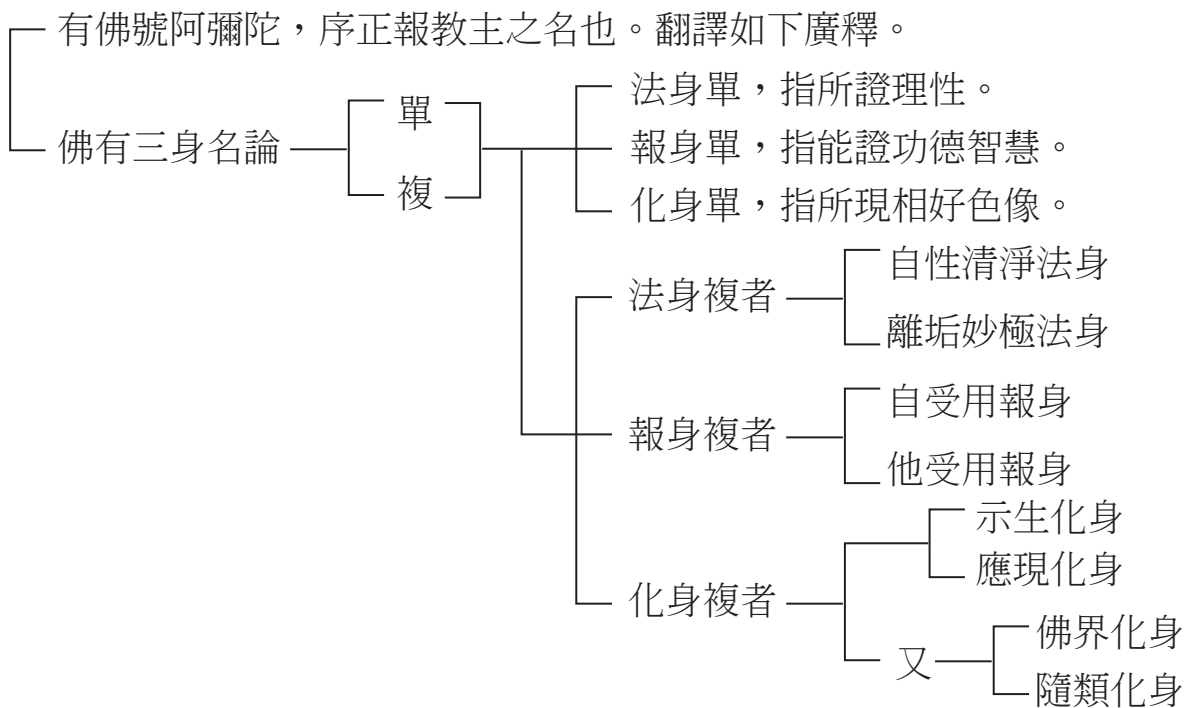 有佛號阿彌陀，序正報教主之名也。翻譯如下廣釋。
佛有三身名論
單
複
法身單，指所證理性。
報身單，指能證功德智慧。
化身單，指所現相好色像。
法身複者
自性清淨法身
離垢妙極法身
報身複者
自受用報身
他受用報身
化身複者
示生化身
應現化身
又
佛界化身
隨類化身